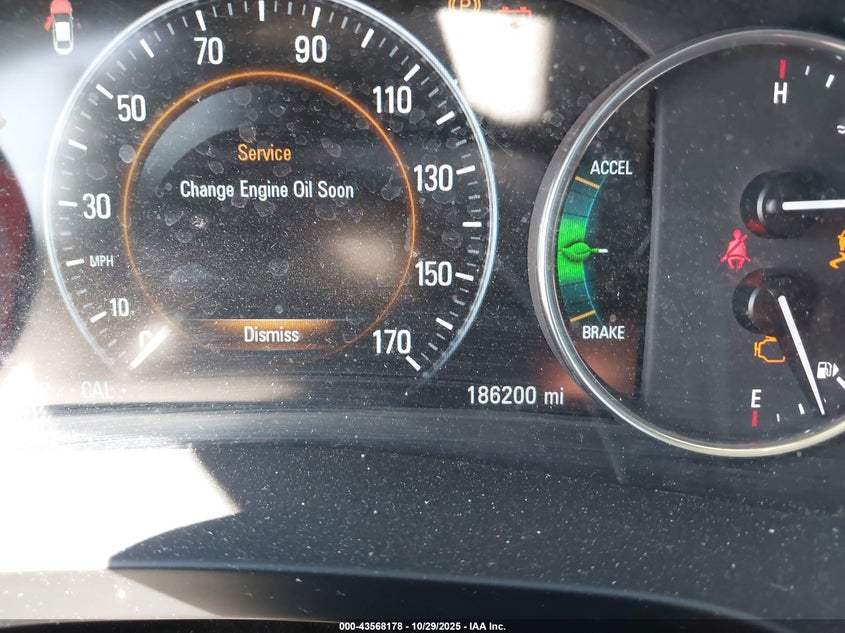 70
90
50
110
30
130
MPH
10
150
0
170
Service
Change Engine Oil Soon
Dismiss
CAL
186200 mi
ACCEL
BRAKE
H
E
P
000-43568178 • 10/29/2025 • IAA Inc.